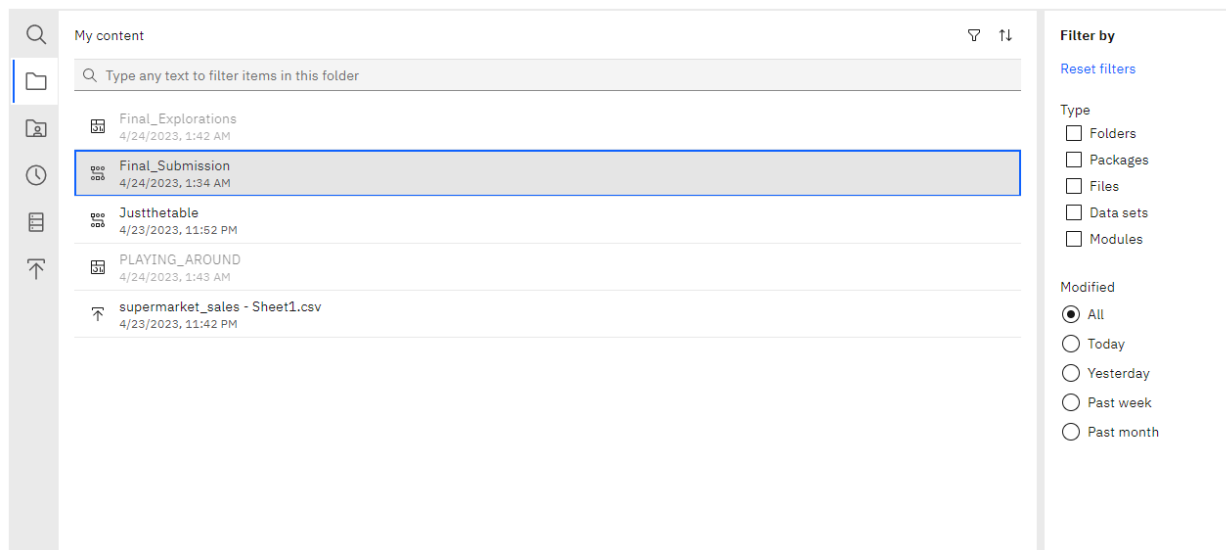 My content
Type any text to filter items in this folder
Final_Explorations
4/24/2023, 1:42 AM
Final_Submission
4/24/2023, 1:34 AM
Justthetable
4/23/2023, 11:52 PM
PLAYING_AROUND
4/24/2023, 1:43 AM
supermarket_sales - Sheet1.csv
4/23/2023, 11:42 PM
Filter by
Reset filters
Type
Folders
Packages
Files
Data sets
Modules
Modified
All
Today
Yesterday
Past week
Past month